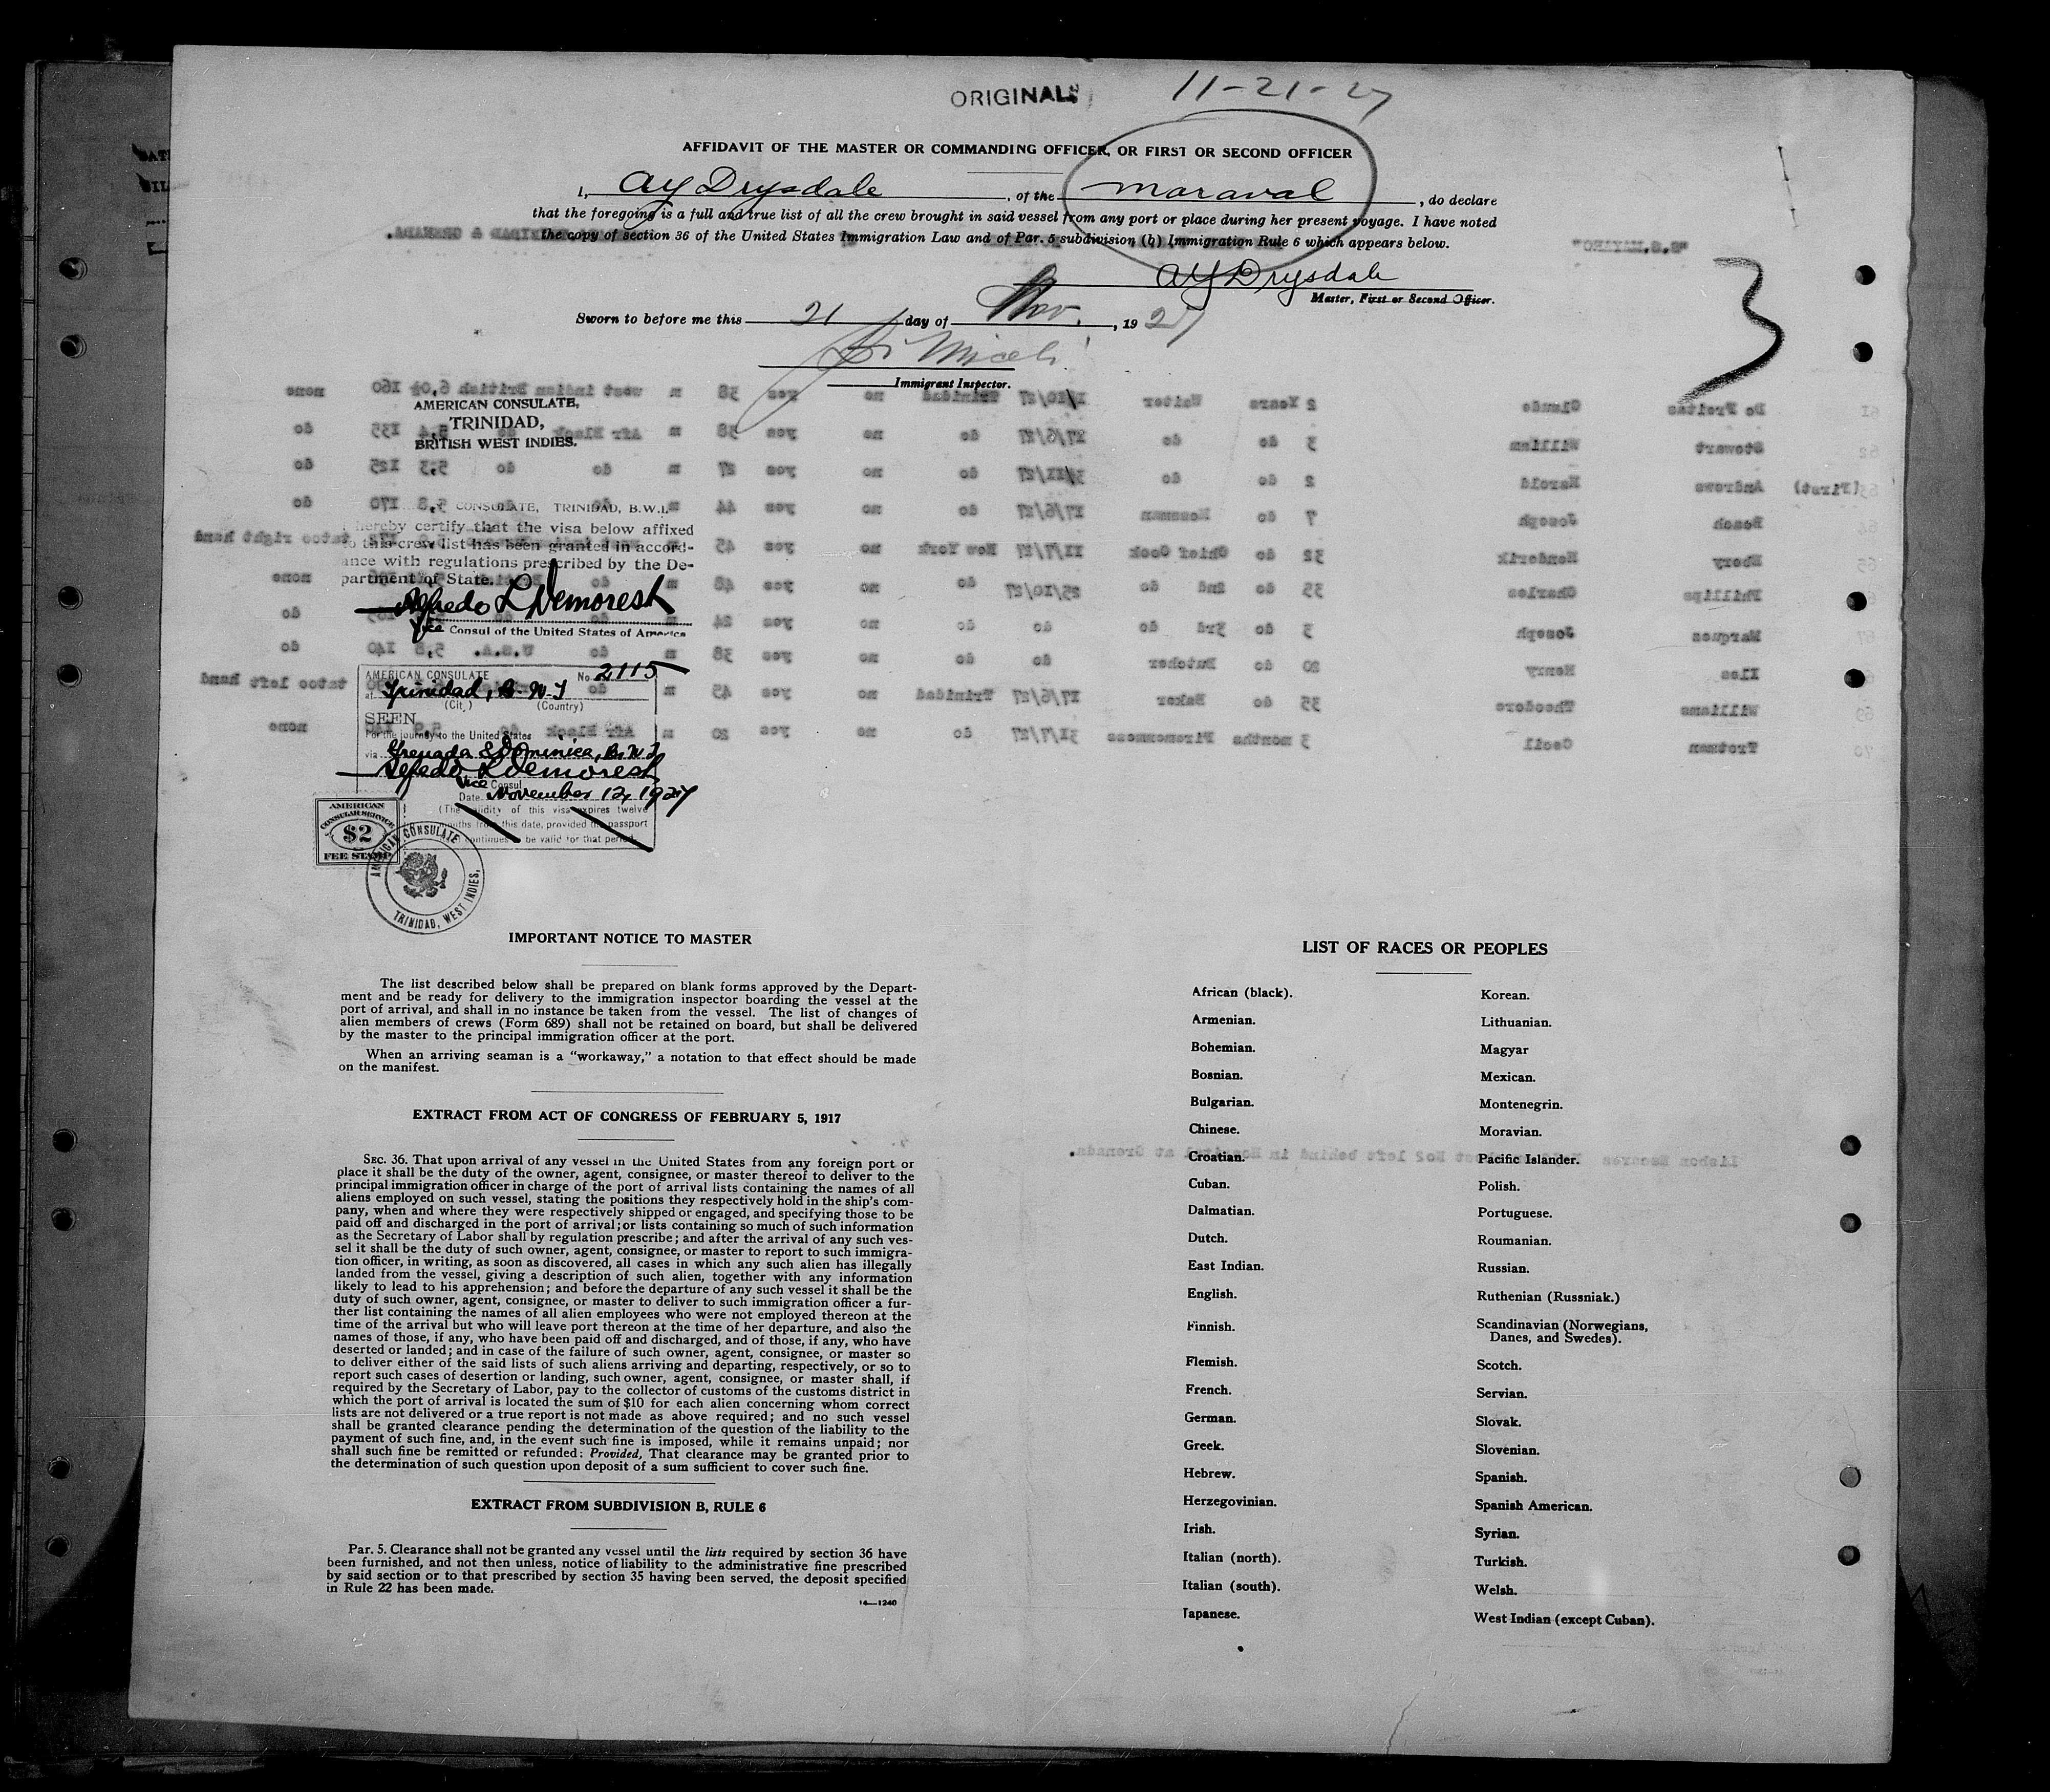 ORIGINAL
11-21-27
AFFIDAVIT OF THE MASTER OR COMMANDING OFFICER, OR FIRST OR SECOND OFFICER
I, AY Drysdale, of the Maraval, do declare
that the foregoing is a full and true list of all the crew brought in said vessel from any port or place during her present voyage. I have noted
the copy of section 36 of the United States Immigration Law and of Par. 5 subdivision (b) Immigration Rule 6 which appears below.
AY Drysdale
Master, First or Second Officer.
3
Sworn to before me this 21 day of Nov., 1927
Immigrant Inspector.
AMERICAN CONSULATE,
TRINIDAD,
BRITISH WEST INDIES.
CONSULATE, TRINIDAD, B.W.I.
I hereby certify that the visa below affixed
to this crew list has been granted in accord-
ance with regulations prescribed by the De-
partment of State.
Alfredo L Demorest
Vice Consul of the United States of America
AMERICAN CONSULATE No. 2115
at Trinidad, B.W.I
(City) (Country)
SEEN
For the journey to the United States
via Grenada & Dominica, B.W.I
Alfredo L Demorest
Vice Consul
Date November 12, 1927
(The validity of this visa expires twelve
months from this date, provided the passport
continues to be valid for that period.
AMERICAN
CONSULAR SERVICE
$2
FEE STAMP
AMERICAN CONSULATE
TRINIDAD, WEST INDIES.
IMPORTANT NOTICE TO MASTER
The list described below shall be prepared on blank forms approved by the Depart-
ment and be ready for delivery to the immigration inspector boarding the vessel at the
port of arrival, and shall in no instance be taken from the vessel. The list of changes of
alien members of crews (Form 689) shall not be retained on board, but shall be delivered
by the master to the principal immigration officer at the port.
When an arriving seaman is a "workaway," a notation to that effect should be made
on the manifest.
EXTRACT FROM ACT OF CONGRESS OF FEBRUARY 5, 1917
SEC. 36. That upon arrival of any vessel in the United States from any foreign port or
place it shall be the duty of the owner, agent, consignee, or master thereof to deliver to the
principal immigration officer in charge of the port of arrival lists containing the names of all
aliens employed on such vessel, stating the positions they respectively hold in the ship's com-
pany, when and where they were respectively shipped or engaged, and specifying those to be
paid off and discharged in the port of arrival; or lists containing so much of such information
as the Secretary of Labor shall by regulation prescribe; and after the arrival of any such ves-
sel it shall be the duty of such owner, agent, consignee, or master to report to such immigra-
tion officer, in writing, as soon as discovered, all cases in which any such alien has illegally
landed from the vessel, giving a description of such alien, together with any information
likely to lead to his apprehension; and before the departure of any such vessel it shall be the
duty of such owner, agent, consignee, or master to deliver to such immigration officer a fur-
ther list containing the names of all alien employees who were not employed thereon at the
time of the arrival but who will leave port thereon at the time of her departure, and also the
names of those, if any, who have been paid off and discharged, and of those, if any, who have
deserted or landed; and in case of the failure of such owner, agent, consignee, or master so
to deliver either of the said lists of such aliens arriving and departing, respectively, or so to
report such cases of desertion or landing, such owner, agent, consignee, or master shall, if
required by the Secretary of Labor, pay to the collector of customs of the customs district in
which the port of arrival is located the sum of $10 for each alien concerning whom correct
lists are not delivered or a true report is not made as above required; and no such vessel
shall be granted clearance pending the determination of the question of the liability to the
payment of such fine, and, in the event such fine is imposed, while it remains unpaid; nor
shall such fine be remitted or refunded: Provided, That clearance may be granted prior to
the determination of such question upon deposit of a sum sufficient to cover such fine.
EXTRACT FROM SUBDIVISION B, RULE 6
Par. 5. Clearance shall not be granted any vessel until the lists required by section 36 have
been furnished, and not then unless, notice of liability to the administrative fine prescribed
by said section or to that prescribed by section 35 having been served, the deposit specified
in Rule 22 has been made.
14—1240
LIST OF RACES OR PEOPLES
African (black).
Armenian.
Bohemian.
Bosnian.
Bulgarian.
Chinese.
Croatian.
Cuban.
Dalmatian.
Dutch.
East Indian.
English.
Finnish.
Flemish.
French.
German.
Greek.
Hebrew.
Herzegovinian.
Irish.
Italian (north).
Italian (south).
Japanese.
Korean.
Lithuanian.
Magyar
Mexican.
Montenegrin.
Moravian.
Pacific Islander.
Polish.
Portuguese.
Roumanian.
Russian.
Ruthenian (Russniak.)
Scandinavian (Norwegians,
Danes, and Swedes).
Scotch.
Servian.
Slovak.
Slovenian.
Spanish.
Spanish American.
Syrian.
Turkish.
Welsh.
West Indian (except Cuban).